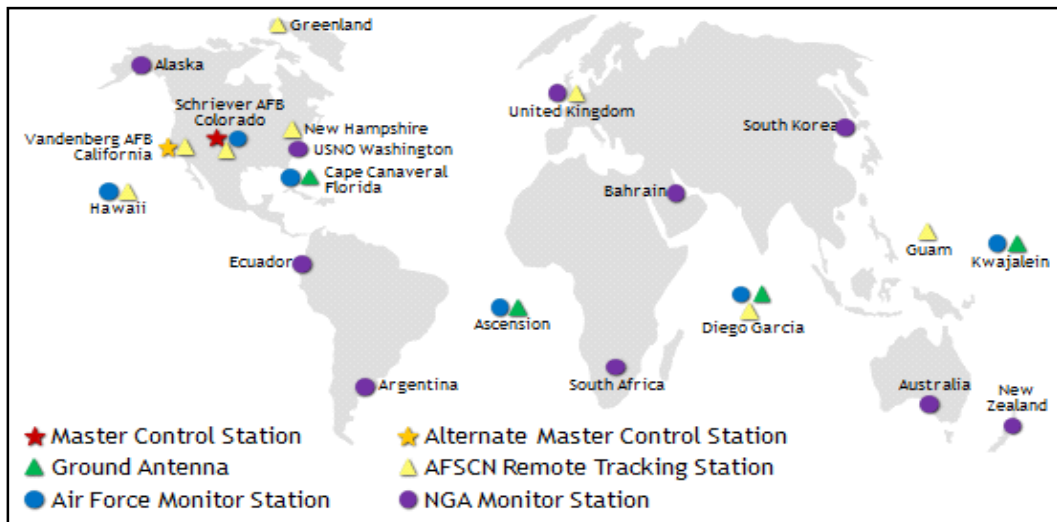 Greenland
Alaska
Schriever AFB
Colorado
Vandenberg AFB
California
New Hampshire
USNO Washington
Cape Canaveral
Florida
Hawaii
United Kingdom
South Korea
Bahrain
Guam
Kwajalein
Ecuador
Ascension
Diego Garcia
Argentina
South Africa
Australia
New
Zealand
Master Control Station
Alternate Master Control Station
Ground Antenna
AFSCN Remote Tracking Station
Air Force Monitor Station
NGA Monitor Station